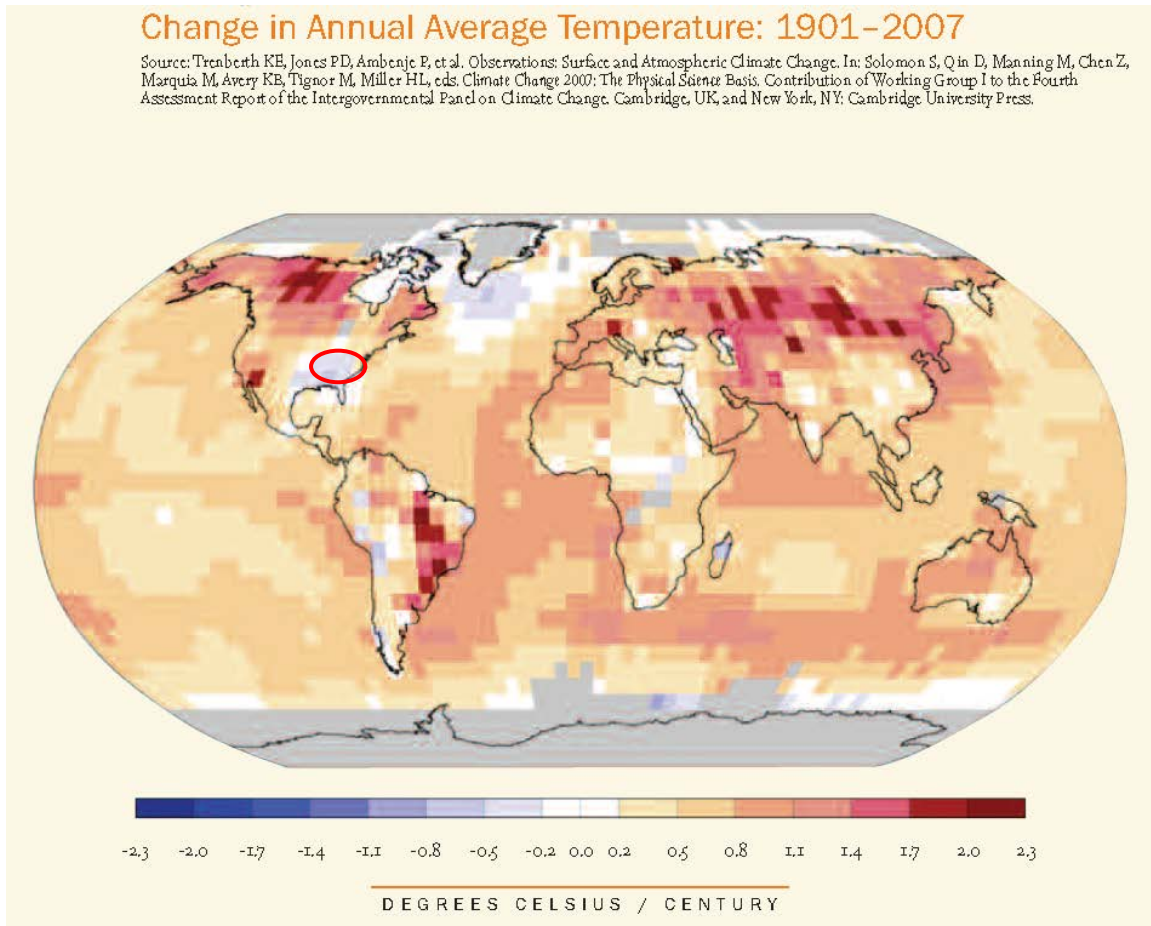 Change in Annual Average Temperature: 1901–2007
Source: Trenberth KE, Jones PD, Ambenje P, et al. Observations: Surface and Atmospheric Climate Change. In: Solomon S, Qin D, Manning M, Chen Z,
Marquia M, Avery KB, Tignor M, Miller HL, eds. Climate Change 2007: The Physical Science Basis. Contribution of Working Group I to the Fourth
Assessment Report of the Intergovernmental Panel on Climate Change. Cambridge, UK, and New York, NY: Cambridge University Press.
-2.3 -2.0 -1.7 -1.4 -1.1 -0.8 -0.5 -0.2 0.0 0.2 0.5 0.8 1.1 1.4 1.7 2.0 2.3
DEGREES CELSIUS / CENTURY